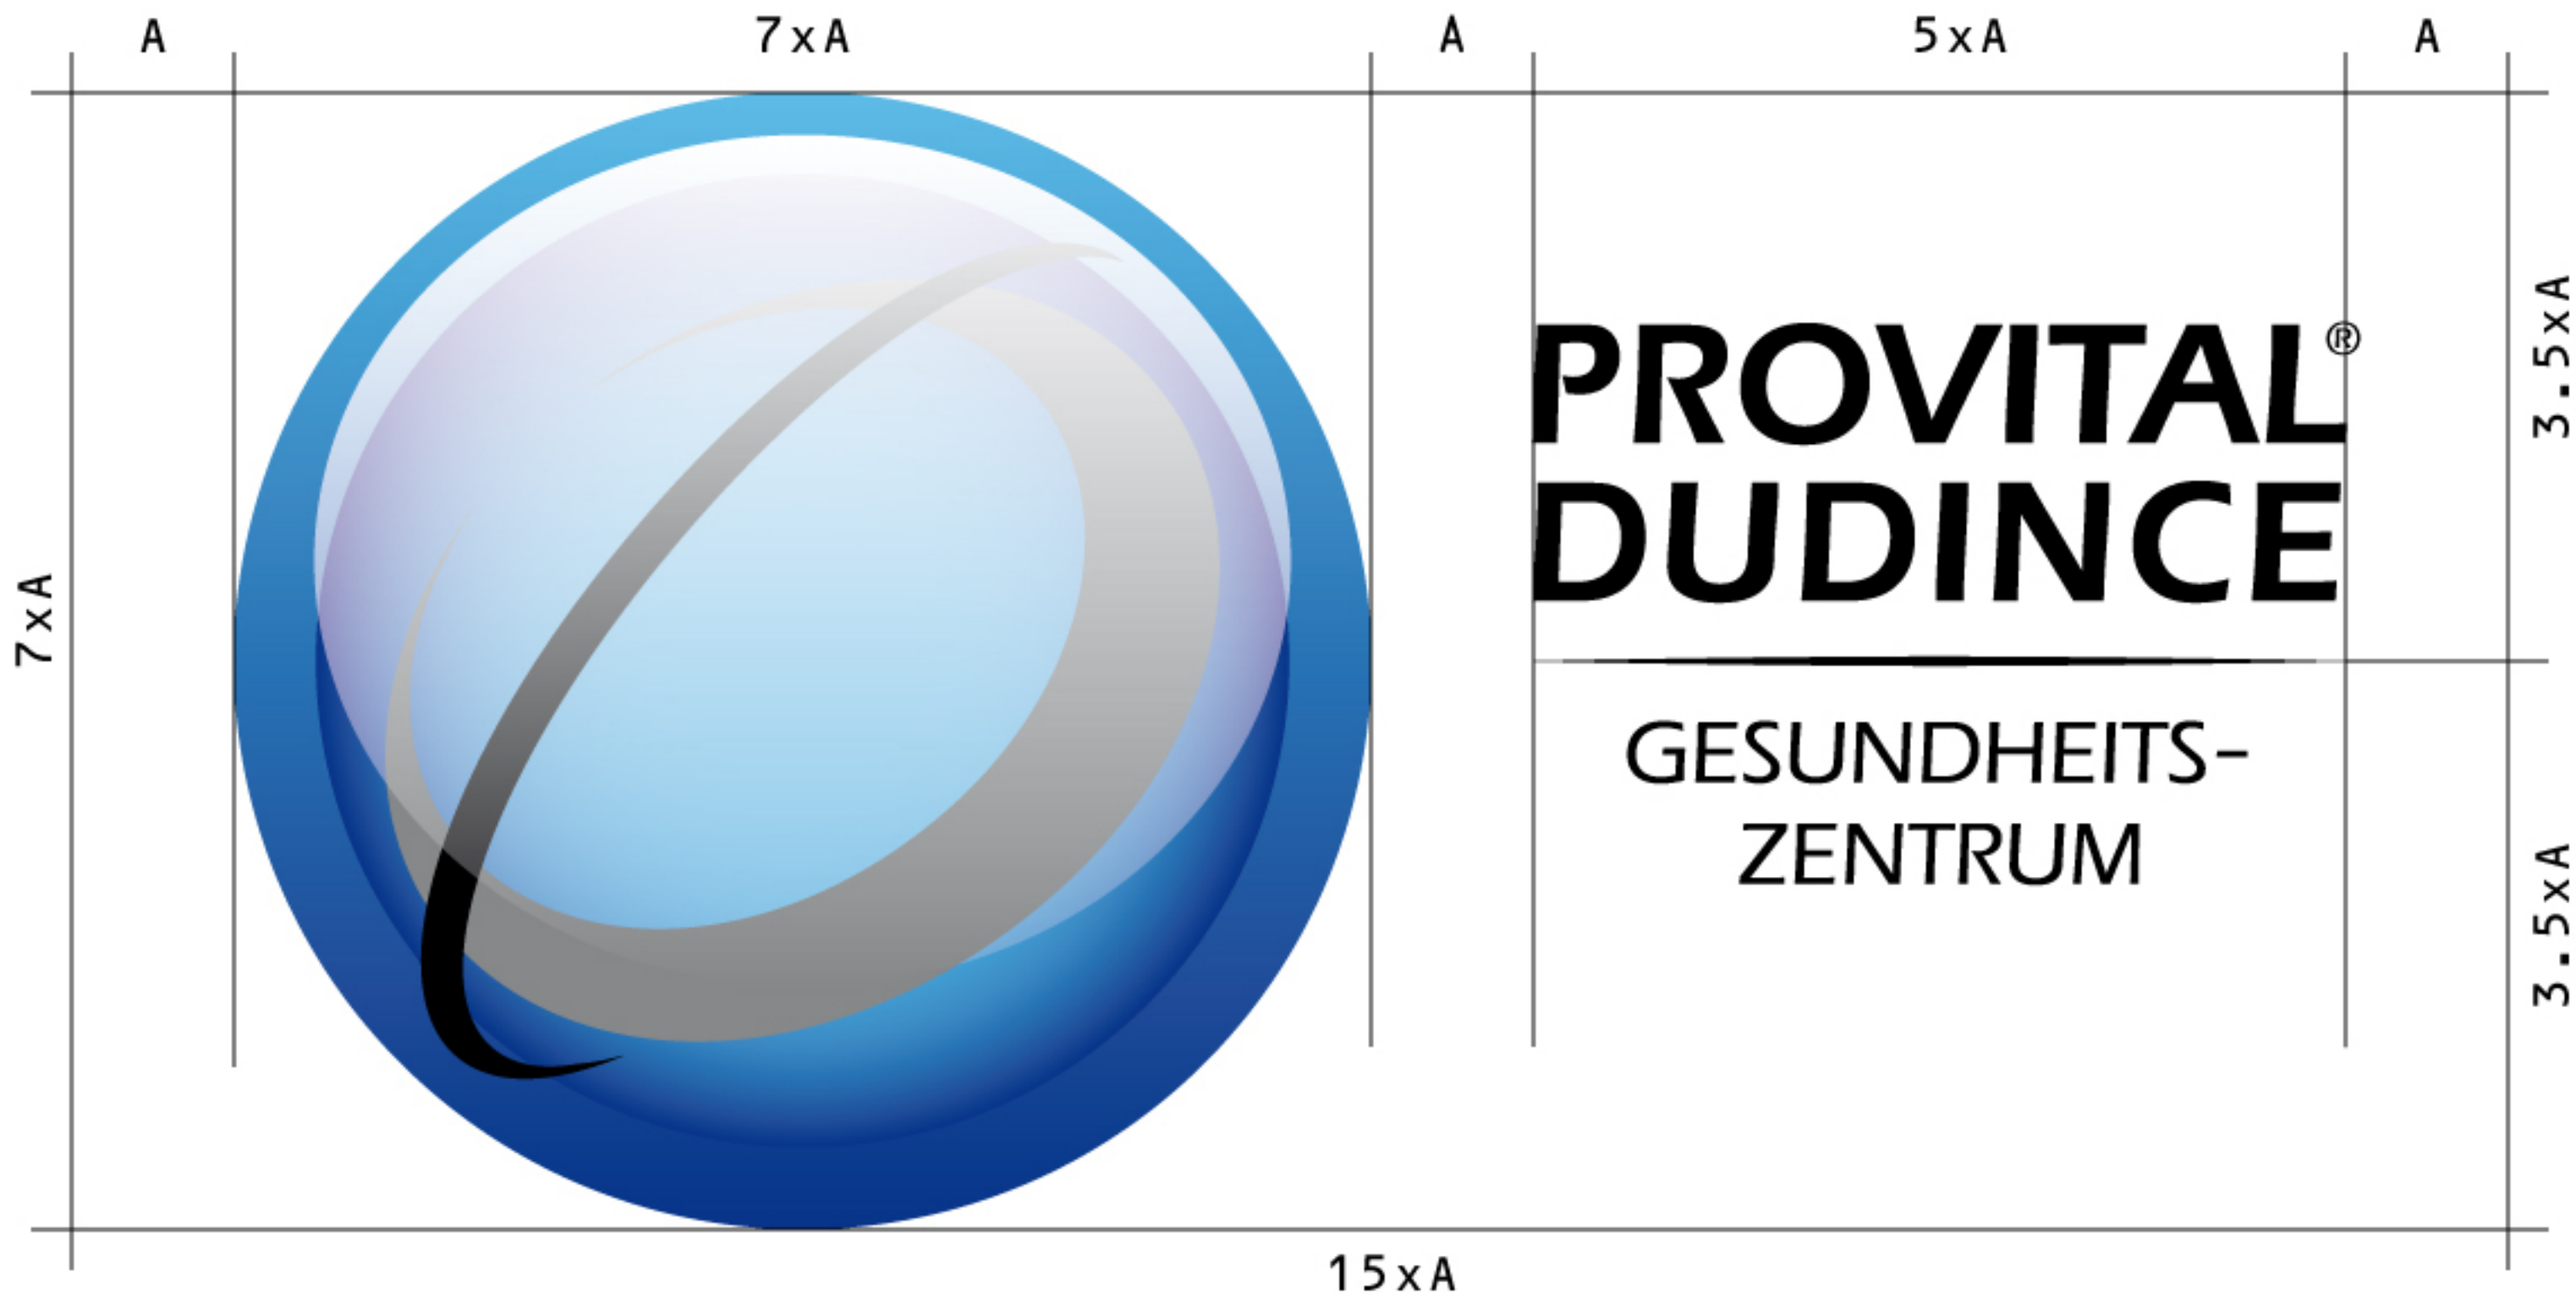 A 7xA A 5xA A
7xA
PROVITAL®
DUDINCE
GESUNDHEITS-
ZENTRUM
3.5xA
3.5xA
15xA